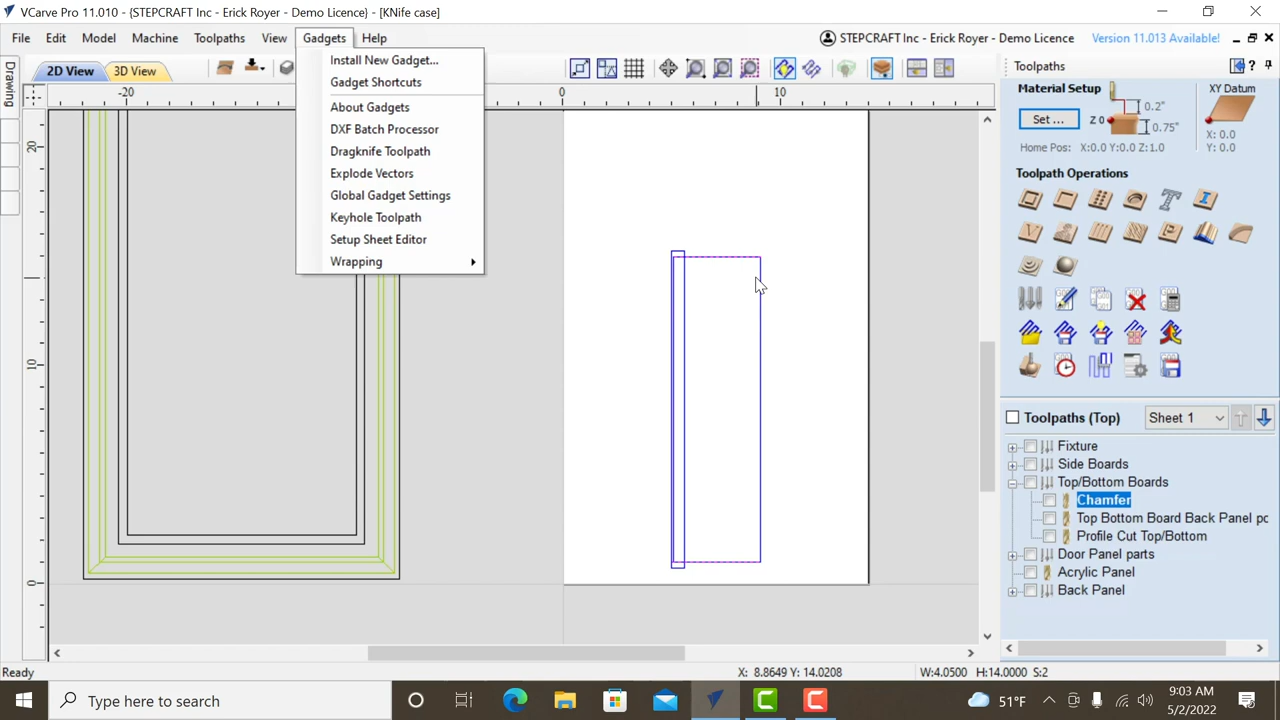 VCarve Pro 11.010 - {STEPCRAFT Inc - Erick Royer - Demo Licence} - [KNife case]
File Edit Model Machine Toolpaths View Gadgets Help
STEPCRAFT Inc - Erick Royer - Demo Licence Version 11.013 Available!
Drawing
2D View 3D View
-20 0 10
20
10
0
Install New Gadget...
Gadget Shortcuts
About Gadgets
DXF Batch Processor
Dragknife Toolpath
Explode Vectors
Global Gadget Settings
Keyhole Toolpath
Setup Sheet Editor
Wrapping
Toolpaths
Material Setup
Set ...
Z 0
0.2"
0.75"
XY Datum
X: 0.0
Y: 0.0
Home Pos: X:0.0 Y:0.0 Z:1.0
Toolpath Operations
Toolpaths (Top) Sheet 1
Fixture
Side Boards
Top/Bottom Boards
Chamfer
Top Bottom Board Back Panel po
Profile Cut Top/Bottom
Door Panel parts
Acrylic Panel
Back Panel
Ready X: 8.8649 Y: 14.0208 W:4.0500 H:14.0000 S:2
Type here to search
51°F
9:03 AM
5/2/2022